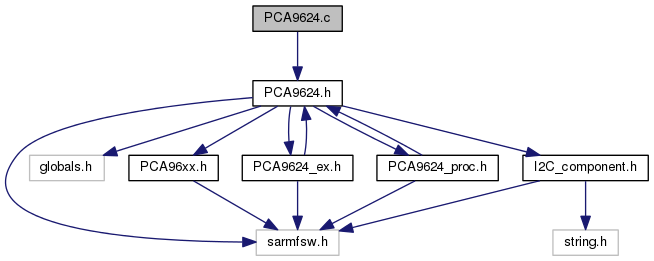 PCA9624.c
PCA9624.h
globals.h
PCA96xx.h
PCA9624_ex.h
PCA9624_proc.h
I2C_component.h
sarmfsw.h
string.h